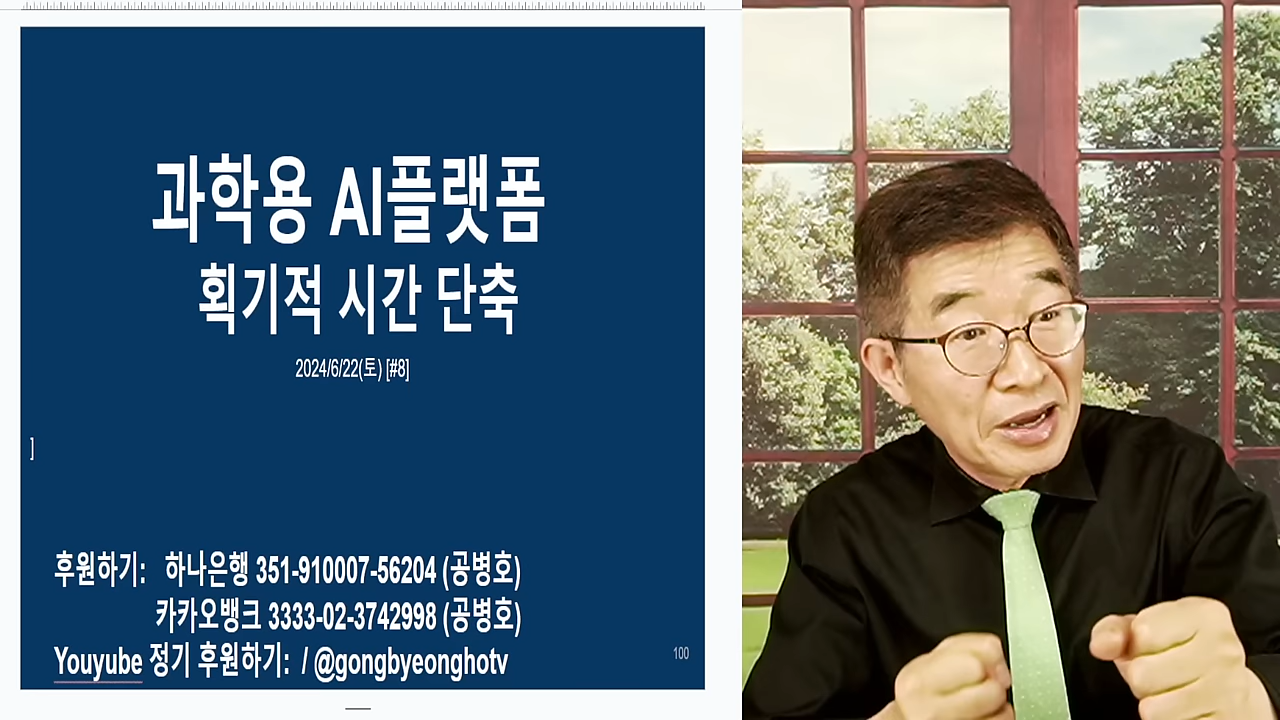 과학용 AI플랫폼
획기적 시간 단축
2024/6/22(토) [#8]
]
후원하기: 하나은행 351-910007-56204 (공병호)
카카오뱅크 3333-02-3742998 (공병호)
Youyube 정기 후원하기: / @gongbyeonghotv
100